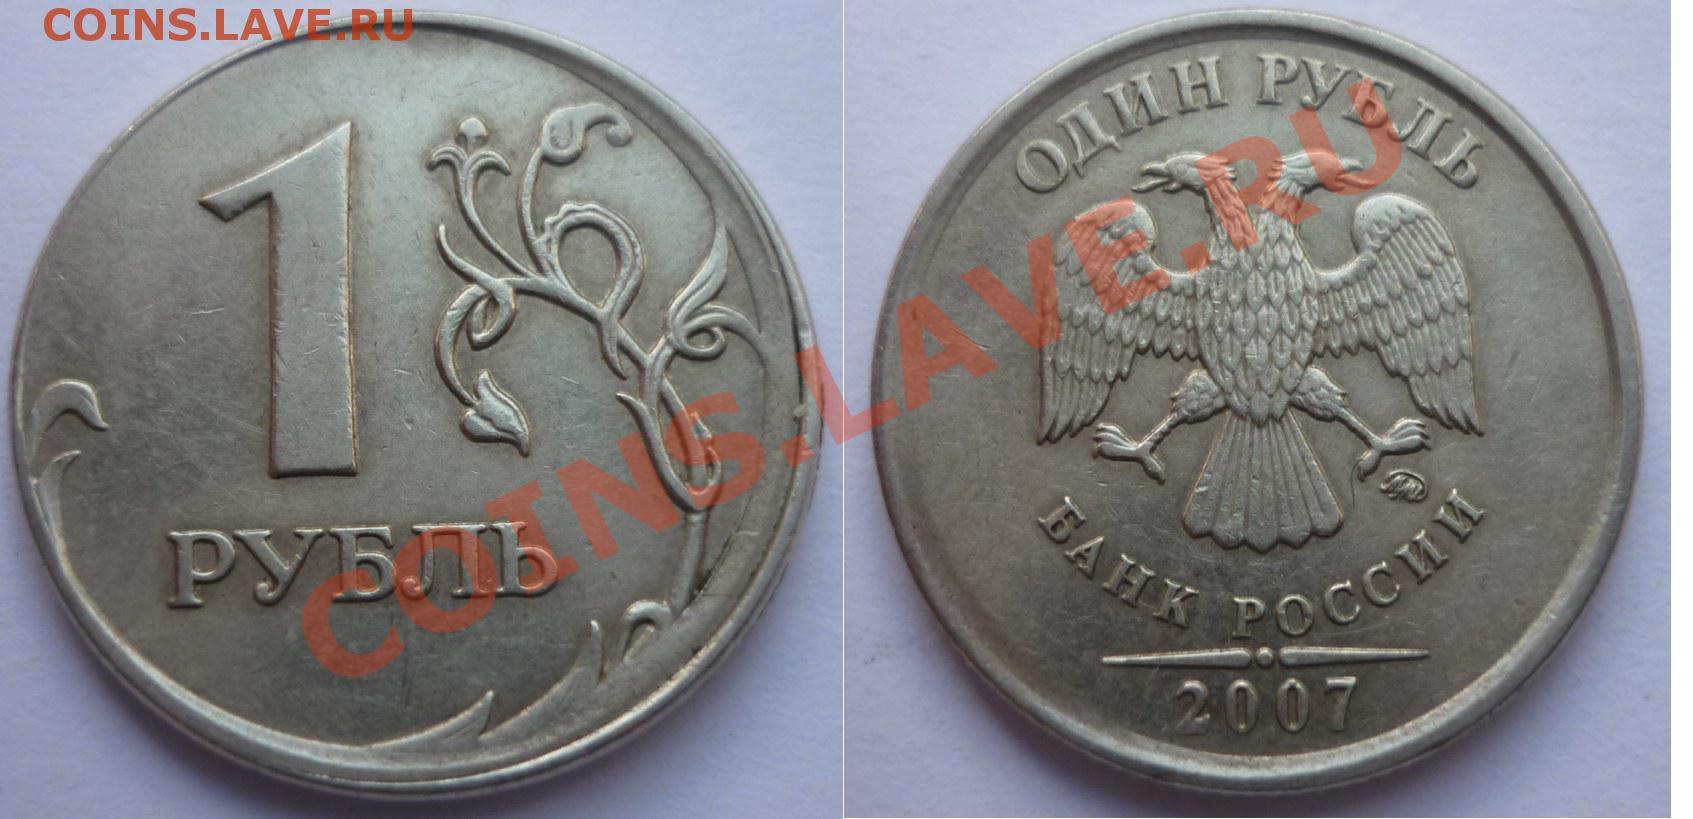 COINS.LAVE.RU
1
РУБЛЬ
COINS.LAVE.RU
ОДИН РУБЛЬ
БАНК РОССИИ
2007